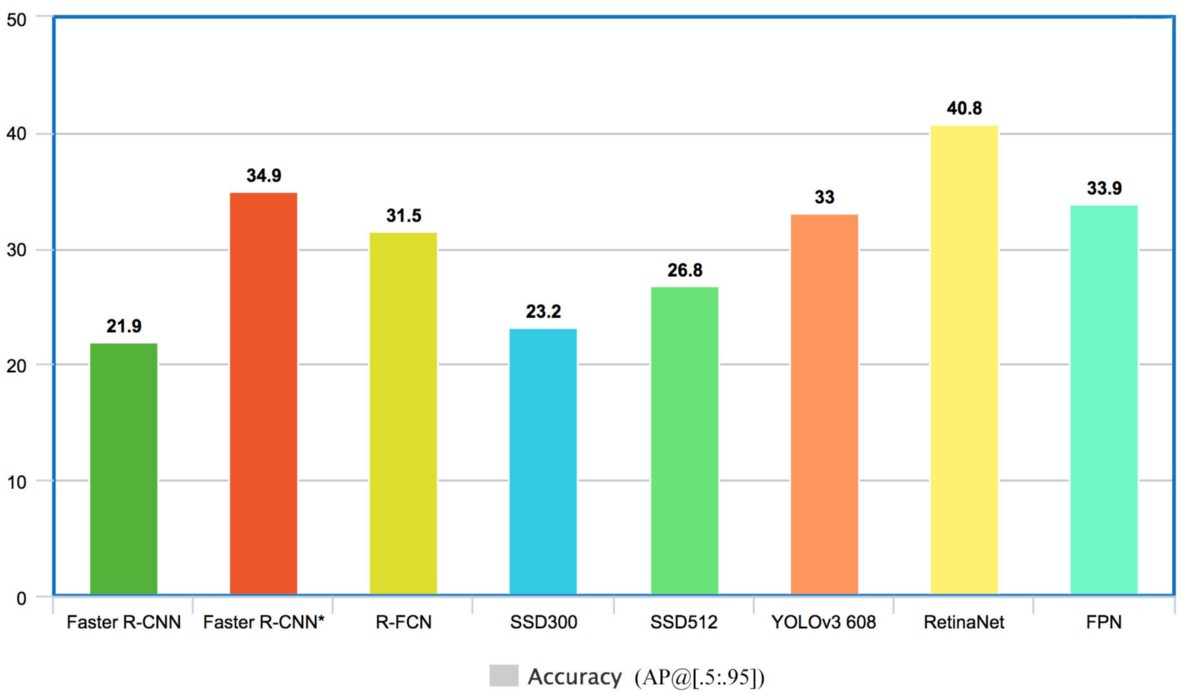 50
40
30
20
10
0
21.9
34.9
31.5
23.2
26.8
33
40.8
33.9
Faster R-CNN
Faster R-CNN*
R-FCN
SSD300
SSD512
YOLOv3 608
RetinaNet
FPN
Accuracy (AP@[.5:.95])